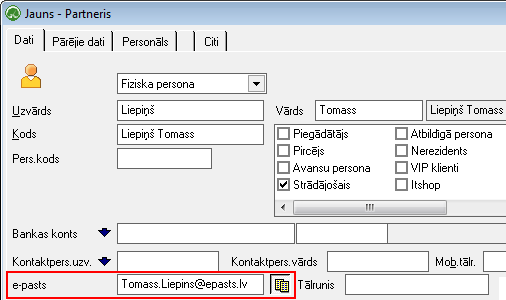 Jauns - Partneris
Dati Pārējie dati Personāls Citi
Fiziska persona
Uzvārds Liepiņš Vārds Tomass Liepiņš Tomass
Kods Liepiņš Tomass
Piegādātājs Atbildīgā persona
Pircējs Nerezidents
Pers.kods
Avansu persona VIP klienti
Strādājošais Itshop
Bankas konts
Kontaktpers.uzv. Kontaktpers.vārds Mob.tālr.
e-pasts Tomass.Liepins@epasts.lv Tālrunis